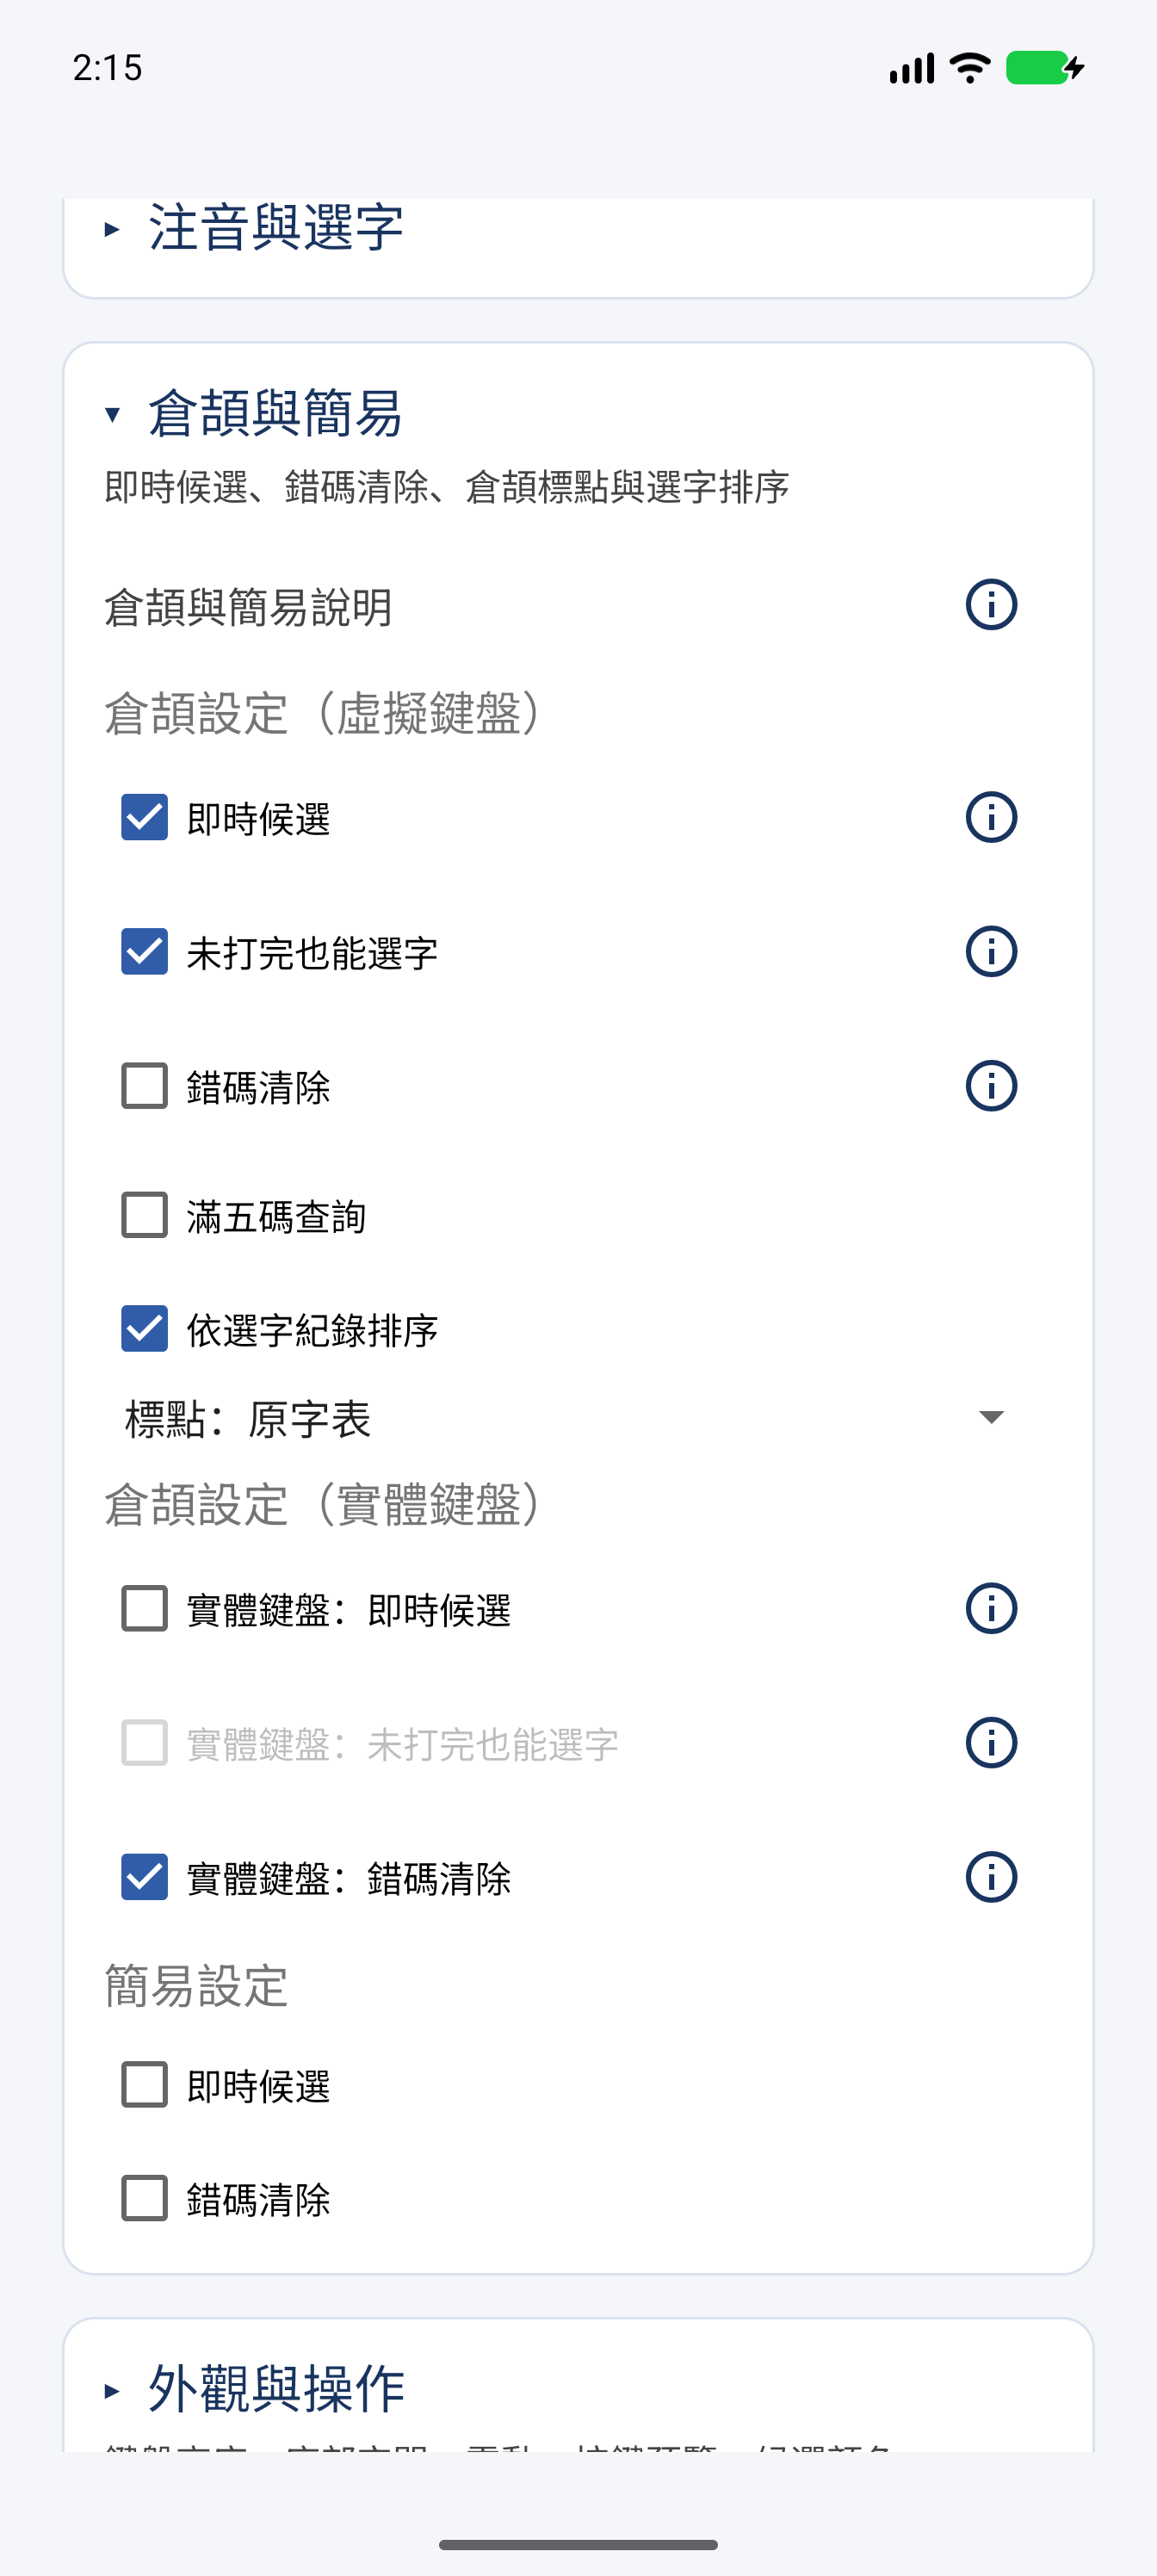 2:15
注音與選字
倉頡與簡易
即時候選、錯碼清除、倉頡標點與選字排序
倉頡與簡易說明
倉頡設定（虛擬鍵盤）
即時候選
未打完也能選字
錯碼清除
滿五碼查詢
依選字紀錄排序
標點：原字表
倉頡設定（實體鍵盤）
實體鍵盤：即時候選
實體鍵盤：未打完也能選字
實體鍵盤：錯碼清除
簡易設定
即時候選
錯碼清除
外觀與操作